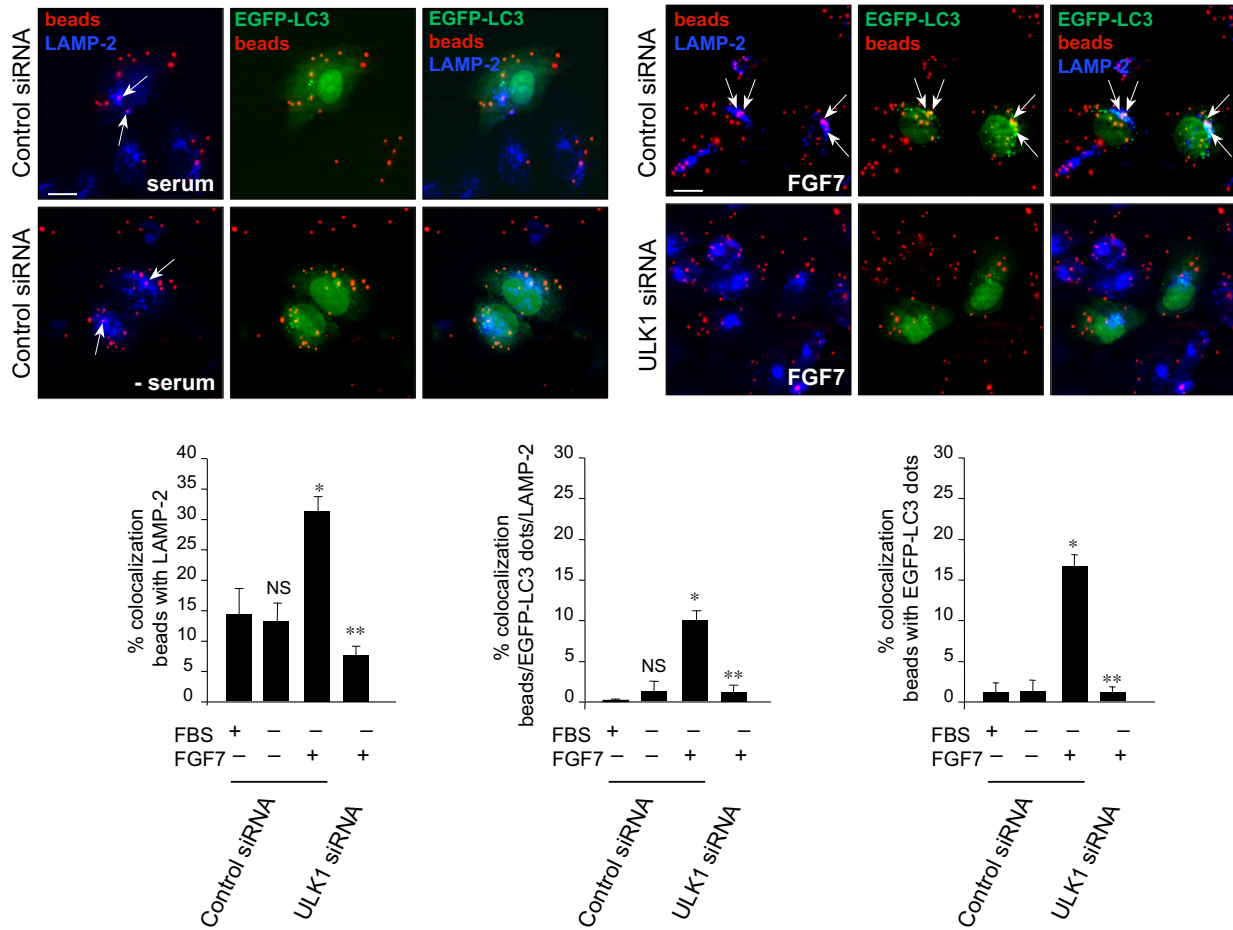 Control siRNA
beads
LAMP-2
serum
EGFP-LC3
beads
EGFP-LC3
beads
LAMP-2
Control siRNA
- serum
Control siRNA
beads
LAMP-2
FGF7
EGFP-LC3
beads
EGFP-LC3
beads
LAMP-2
ULK1 siRNA
FGF7
% colocalization
beads with LAMP-2
40
35
30
25
20
15
10
5
0
NS
*
**
FBS + – – –
FGF7 – – + +
Control siRNA
ULK1 siRNA
% colocalization
beads/EGFP-LC3 dots/LAMP-2
30
25
20
15
10
5
0
NS
*
**
FBS + – – –
FGF7 – – + +
Control siRNA
ULK1 siRNA
% colocalization
beads with EGFP-LC3 dots
30
25
20
15
10
5
0
*
**
FBS + – – –
FGF7 – – + +
Control siRNA
ULK1 siRNA